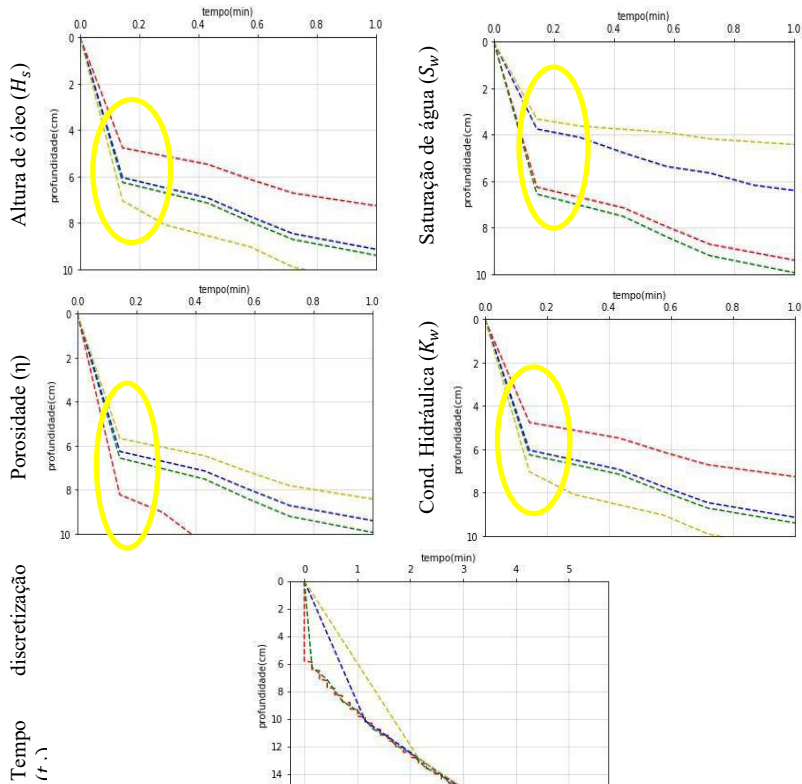 Altura de óleo (Hₛ)
tempo(min)
0.0 0.2 0.4 0.6 0.8 1.0
profundidade(cm)
0
2
4
6
8
10
Saturação de água (S_w)
tempo(min)
0.0 0.2 0.4 0.6 0.8 1.0
profundidade(cm)
0
2
4
6
8
10
Porosidade (η)
0.0 0.2 0.4 0.6 0.8 1.0
profundidade(cm)
0
2
4
6
8
10
Cond. Hidráulica (K_w)
tempo(min)
0.0 0.2 0.4 0.6 0.8 1.0
profundidade(cm)
0
2
4
6
8
10
Tempo discretização
tempo(min)
0 1 2 3 4 5
profundidade(cm)
0
2
4
6
8
10
12
14